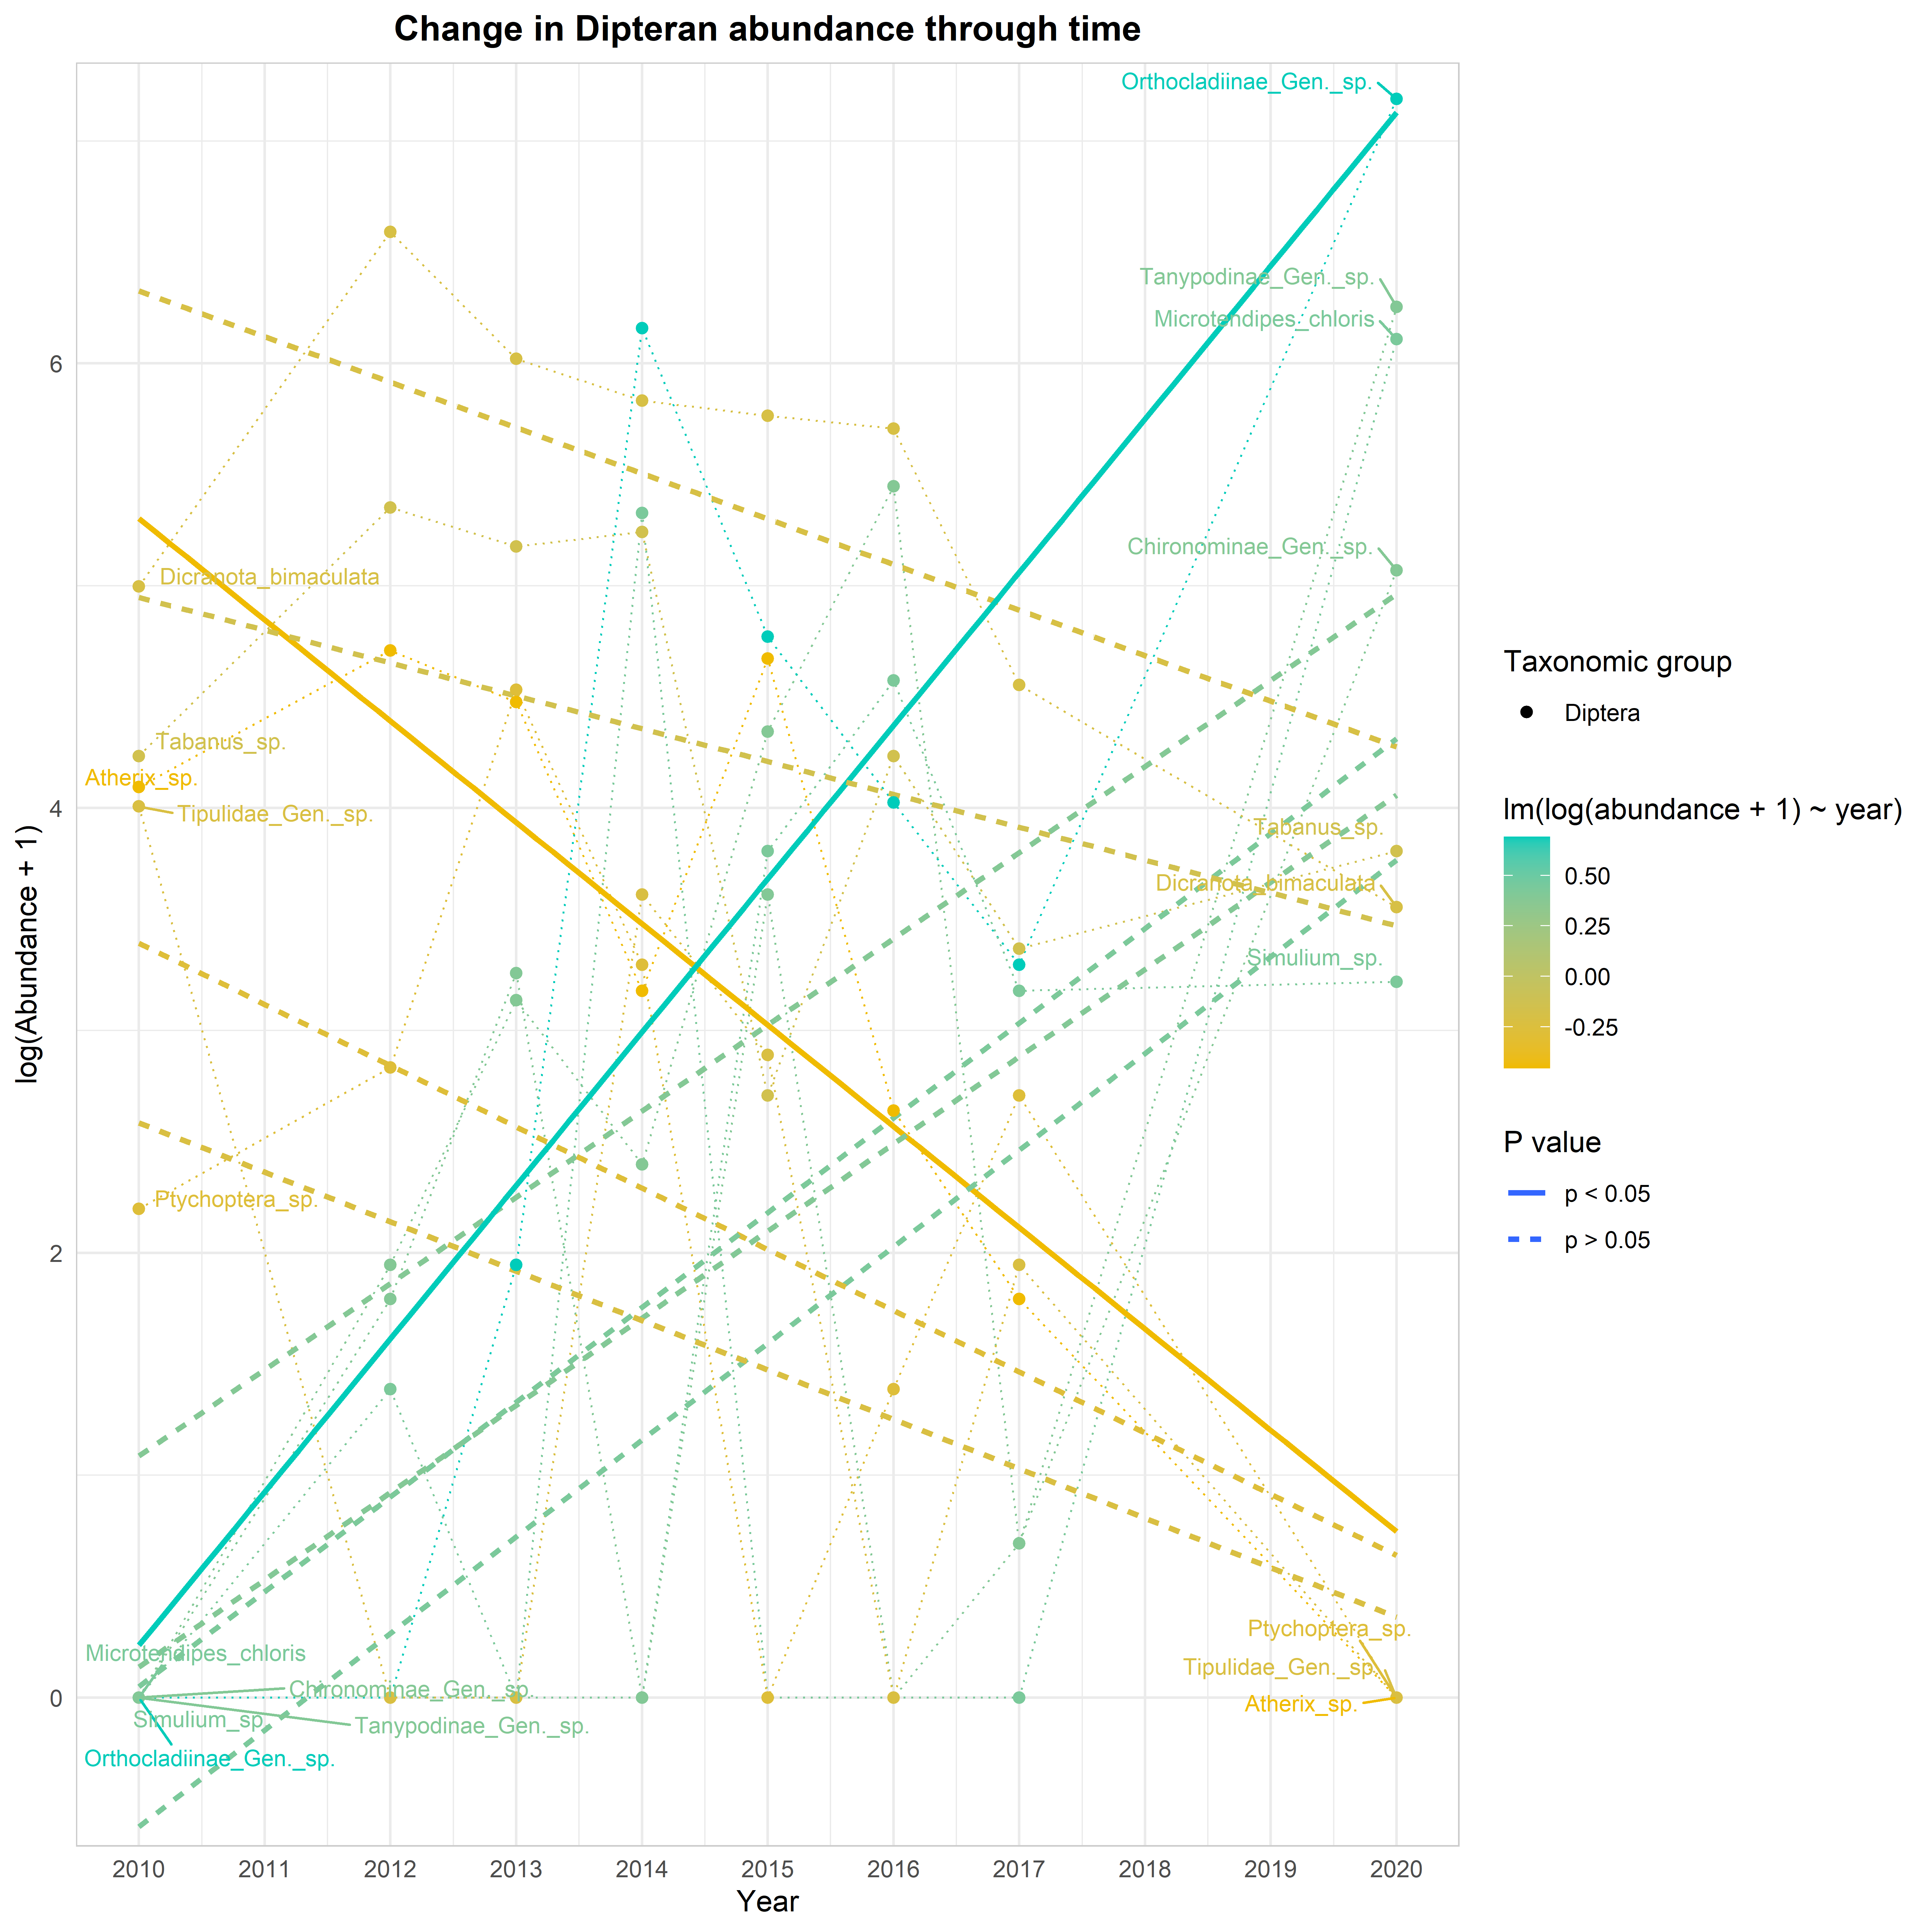 Change in Dipteran abundance through time
Orthocladiinae_Gen._sp.
Tanypodinae_Gen._sp.
Microtendipes_chloris
6
Chironominae_Gen._sp.
Dicranota_bimaculata
Tabanus_sp.
Atherix_sp.
Tipulidae_Gen._sp.
4
Tabanus_sp.
Dicranota_bimaculata
Simulium_sp.
log(Abundance + 1)
Ptychoptera_sp.
2
Ptychoptera_sp.
Microtendipes_chloris
Tipulidae_Gen._sp.
Chironominae_Gen._sp.
0
Atherix_sp.
Simulium_sp.
Tanypodinae_Gen._sp.
Orthocladiinae_Gen._sp.
2010 2011 2012 2013 2014 2015 2016 2017 2018 2019 2020
Year
Taxonomic group
Diptera
lm(log(abundance + 1) ~ year)
0.50
0.25
0.00
-0.25
P value
p < 0.05
p > 0.05